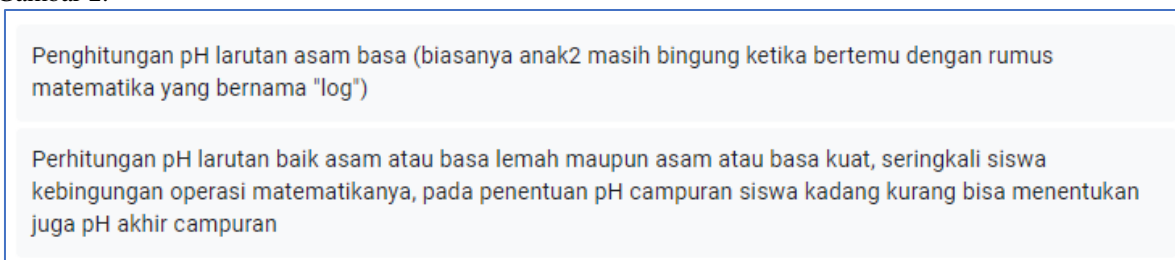 Penghitungan pH larutan asam basa (biasanya anak2 masih bingung ketika bertemu dengan rumus
matematika yang bernama "log")
Perhitungan pH larutan baik asam atau basa lemah maupun asam atau basa kuat, seringkali siswa
kebingungan operasi matematikanya, pada penentuan pH campuran siswa kadang kurang bisa menentukan
juga pH akhir campuran